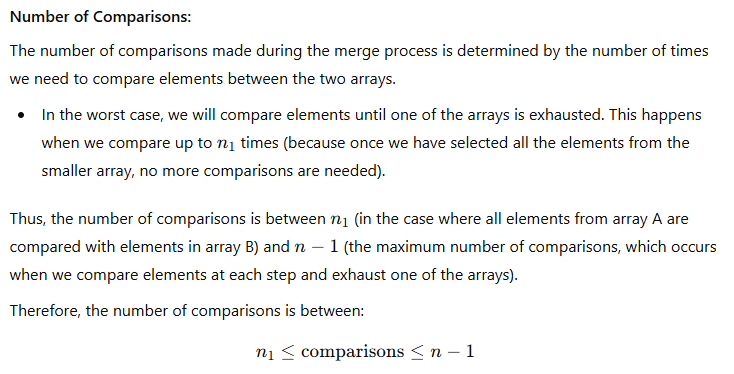 Number of Comparisons:
The number of comparisons made during the merge process is determined by the number of times
we need to compare elements between the two arrays.
• In the worst case, we will compare elements until one of the arrays is exhausted. This happens
when we compare up to n₁ times (because once we have selected all the elements from the
smaller array, no more comparisons are needed).
Thus, the number of comparisons is between n₁ (in the case where all elements from array A are
compared with elements in array B) and n − 1 (the maximum number of comparisons, which occurs
when we compare elements at each step and exhaust one of the arrays).
Therefore, the number of comparisons is between:
n₁ ≤ comparisons ≤ n − 1